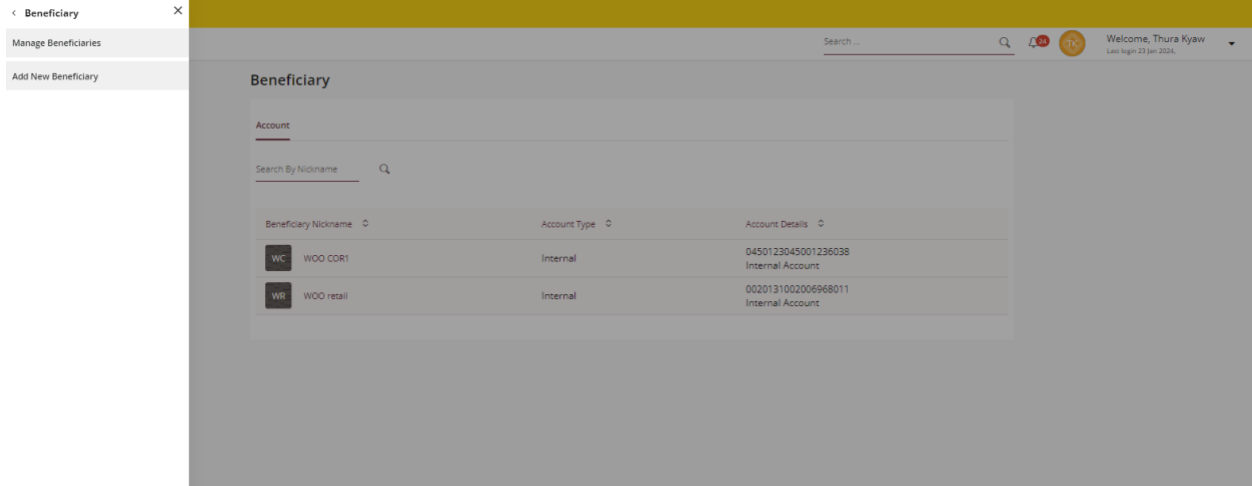 Beneficiary
Manage Beneficiaries
Add New Beneficiary
Search ...
24
TK
Welcome, Thura Kyaw
Last login 23 Jan 2024,
Beneficiary
Account
Search By Nickname
Beneficiary Nickname Account Type Account Details
WC WOO COR1 Internal 0450123045001236038
Internal Account
WR WOO retail Internal 0020131002006968011
Internal Account